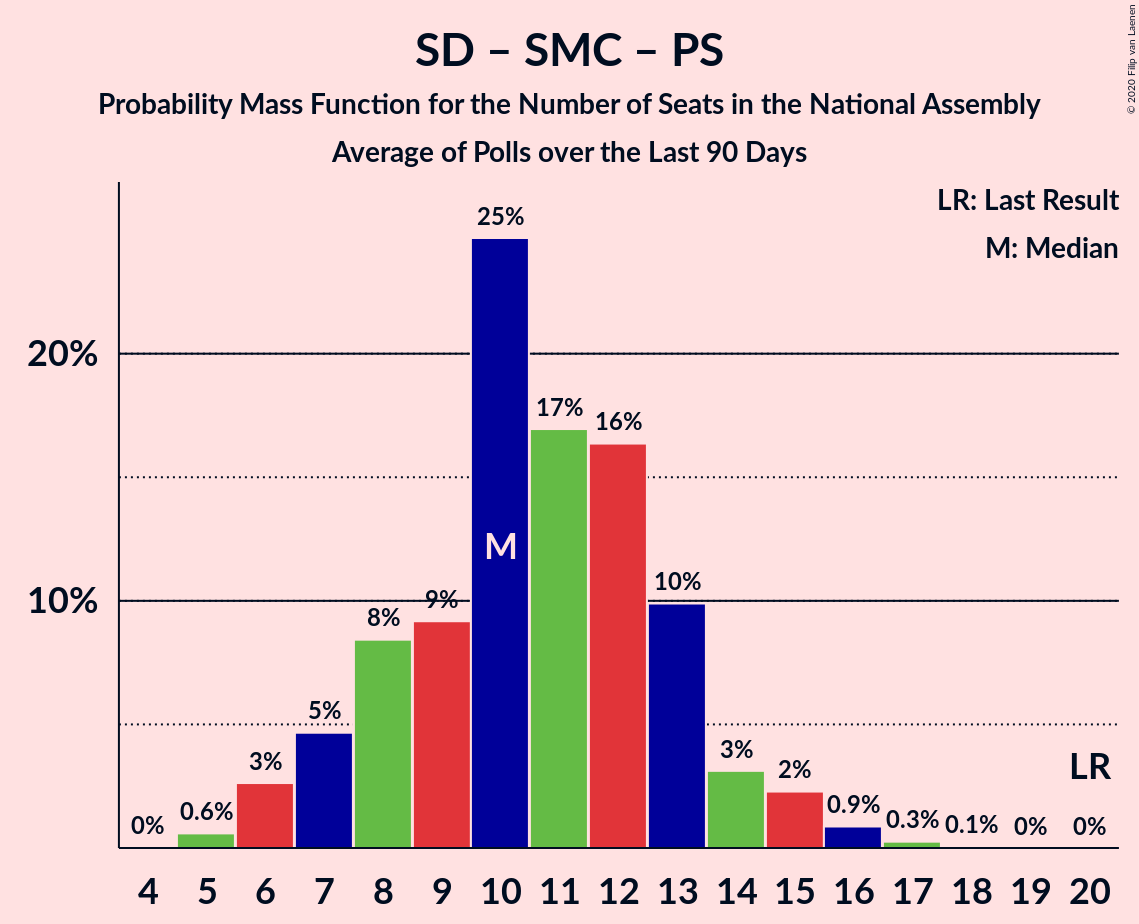 SD – SMC – PS
Probability Mass Function for the Number of Seats in the National Assembly
Average of Polls over the Last 90 Days
© 2020 Filip van Laenen
LR: Last Result
M: Median
25%
20%
17%
16%
10%
10%
9%
8%
M
5%
3%
3%
2%
LR
0%
0.6%
0.9%
0.3%
0.1%
0%
0%
4 5 6 7 8 9 10 11 12 13 14 15 16 17 18 19 20